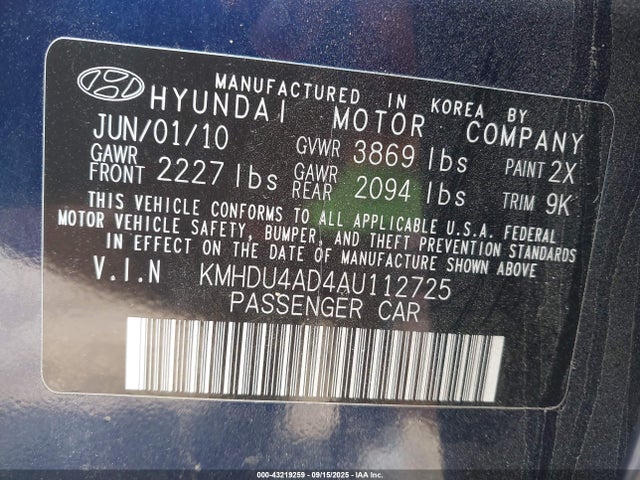 MANUFACTURED IN KOREA BY
HYUNDAI MOTOR COMPANY
JUN/01/10 GVWR 3869 lbs PAINT 2X
GAWR FRONT 2227 lbs GAWR REAR 2094 lbs TRIM 9K
THIS VEHICLE CONFORMS TO ALL APPLICABLE U.S.A. FEDERAL
MOTOR VEHICLE SAFETY, BUMPER, AND THEFT PREVENTION STANDARDS
IN EFFECT ON THE DATE OF MANUFACTURE SHOWN ABOVE
V.I.N KMHDU4AD4AU112725
PASSENGER CAR
000-43219259 - 09/15/2025 - IAA Inc.